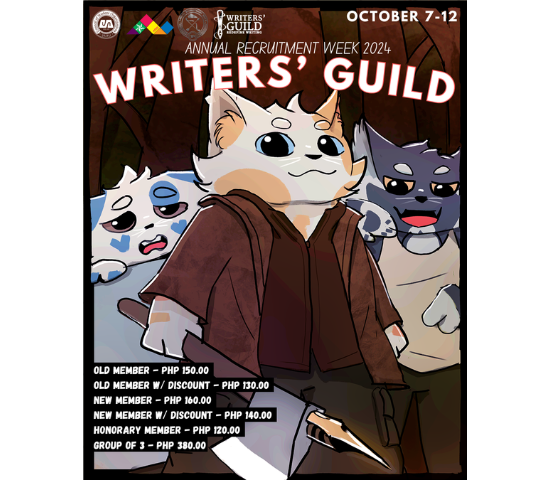 WRITERS'
GUILD
REDEFINE WRITING
OCTOBER 7-12
ANNUAL RECRUITMENT WEEK 2024
WRITERS' GUILD
OLD MEMBER - PHP 150.00
OLD MEMBER W/ DISCOUNT - PHP 130.00
NEW MEMBER - PHP 160.00
NEW MEMBER W/ DISCOUNT - PHP 140.00
HONORARY MEMBER - PHP 120.00
GROUP OF 3 - PHP 380.00